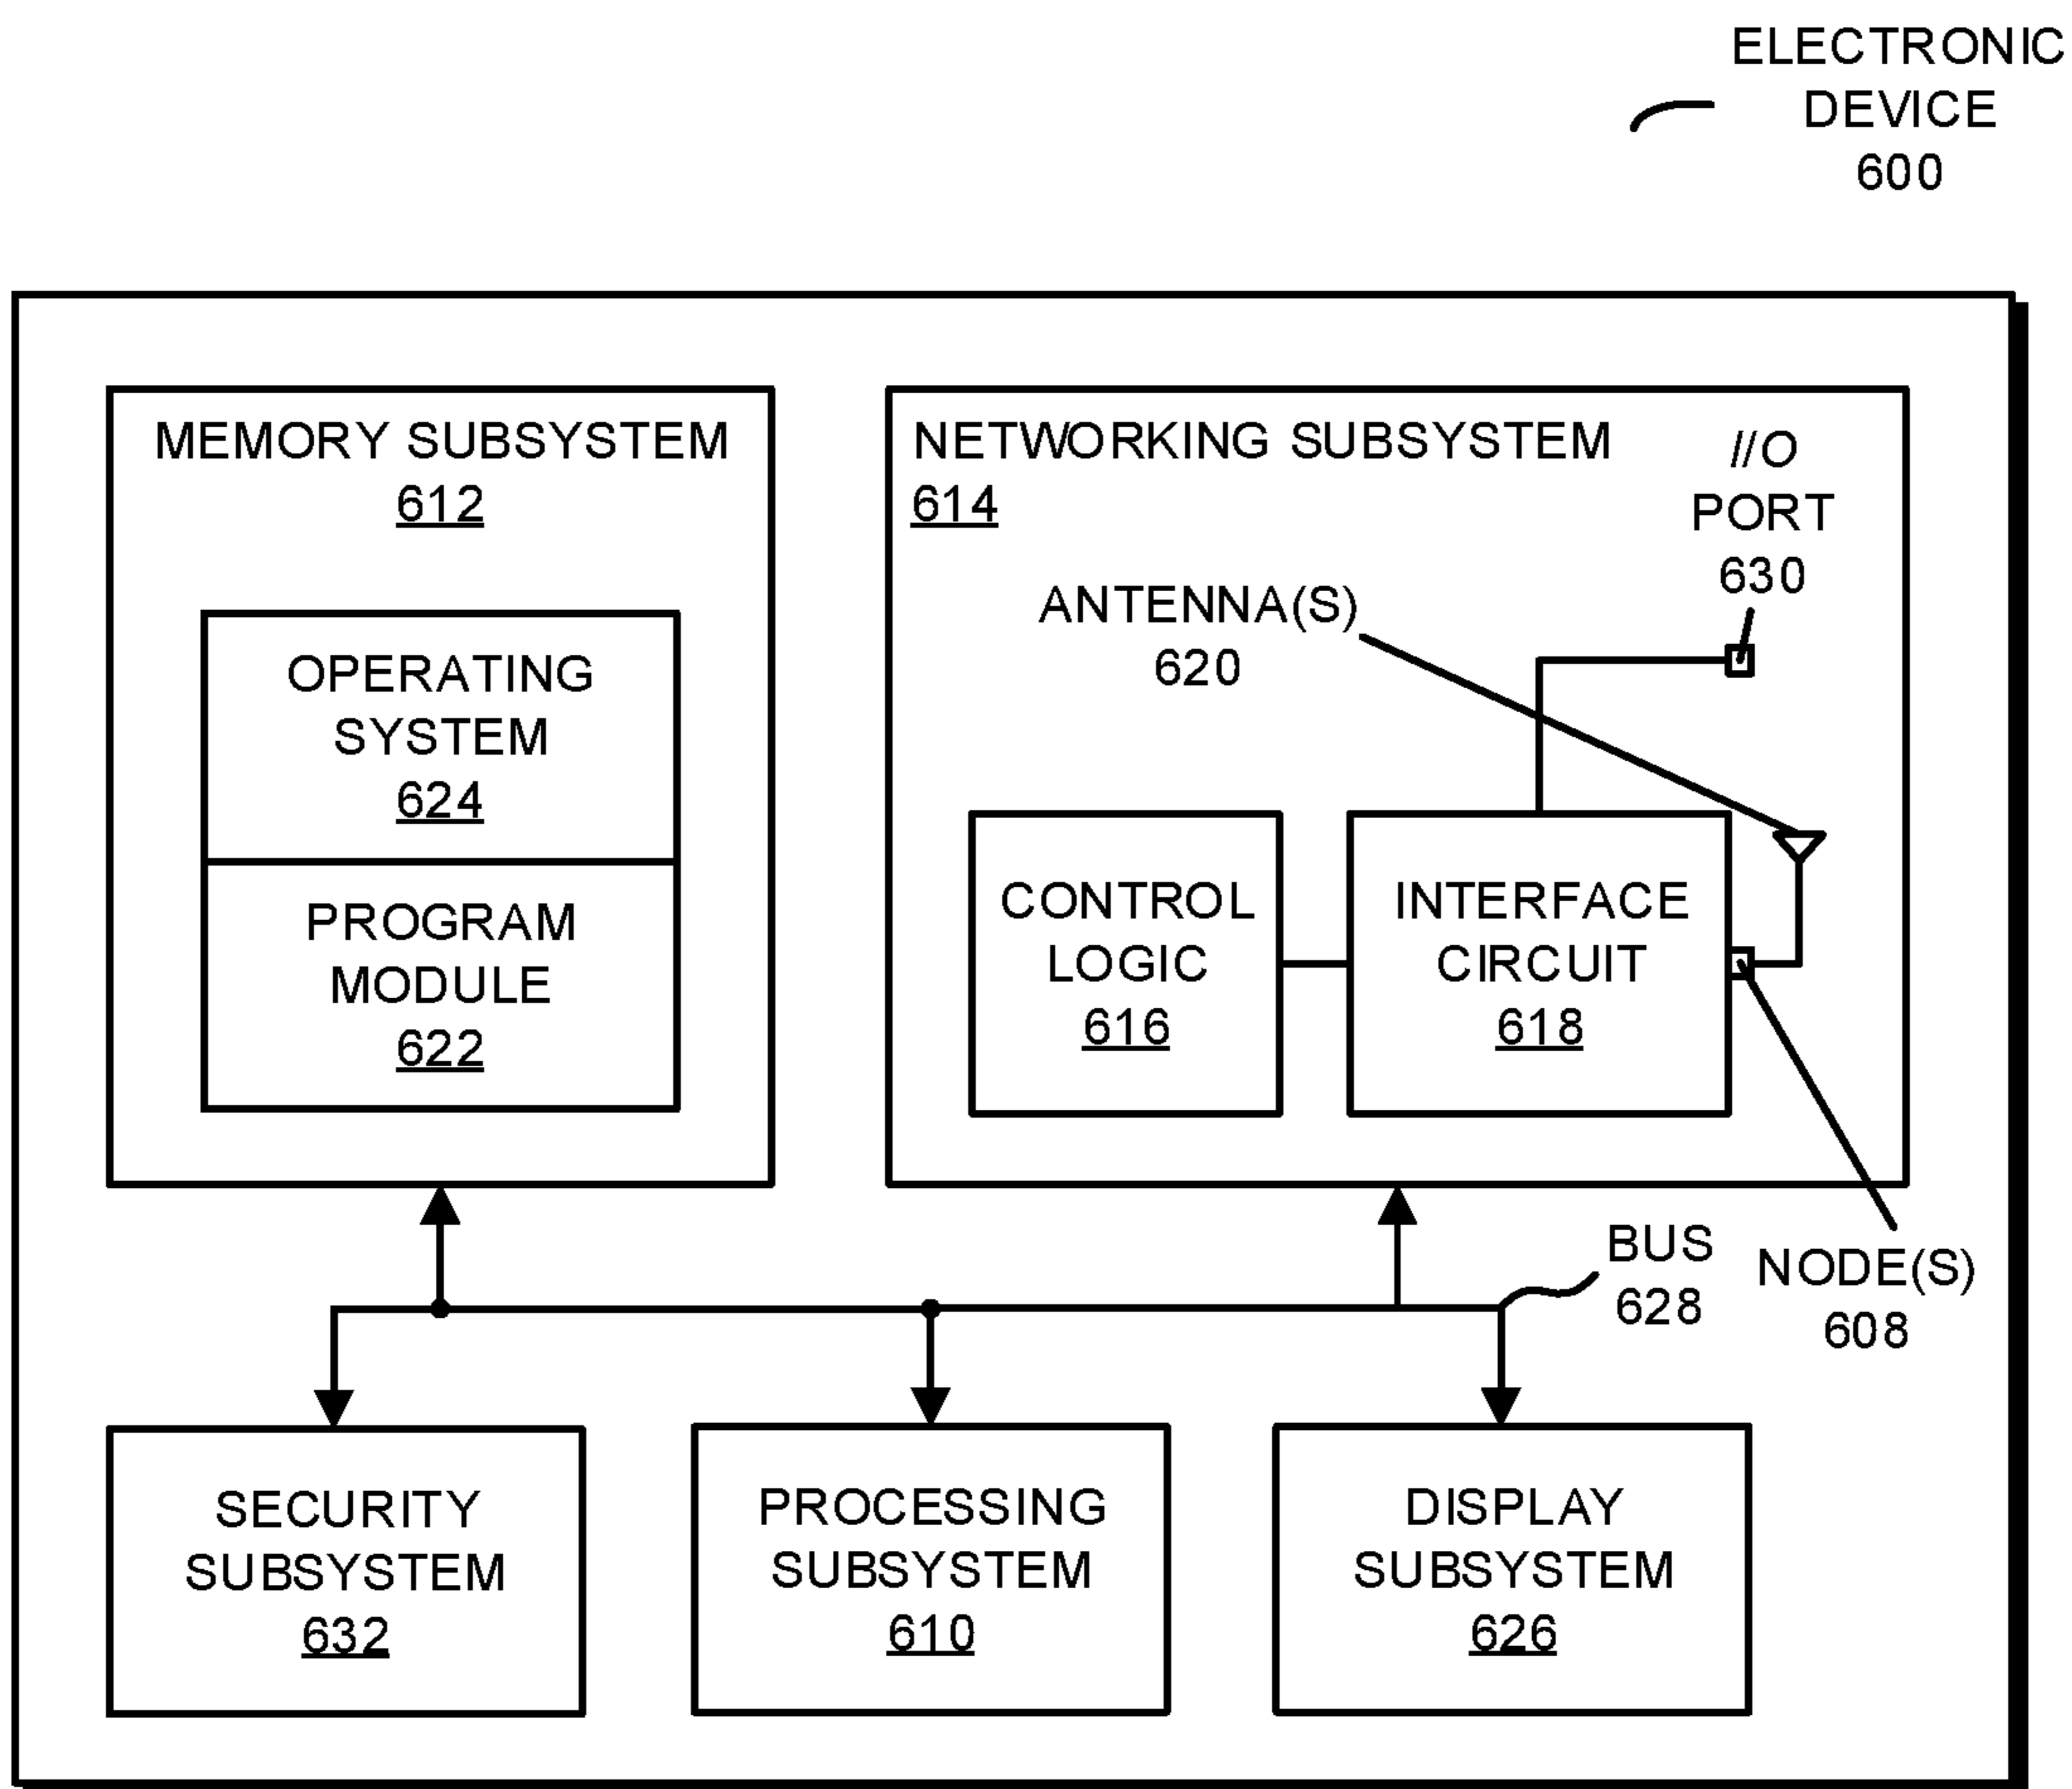 ELECTRONIC
DEVICE
600
MEMORY SUBSYSTEM
612
OPERATING
SYSTEM
624
PROGRAM
MODULE
622
NETWORKING SUBSYSTEM
614
I/O
PORT
630
ANTENNA(S)
620
CONTROL
LOGIC
616
INTERFACE
CIRCUIT
618
BUS
628
NODE(S)
608
SECURITY
SUBSYSTEM
632
PROCESSING
SUBSYSTEM
610
DISPLAY
SUBSYSTEM
626